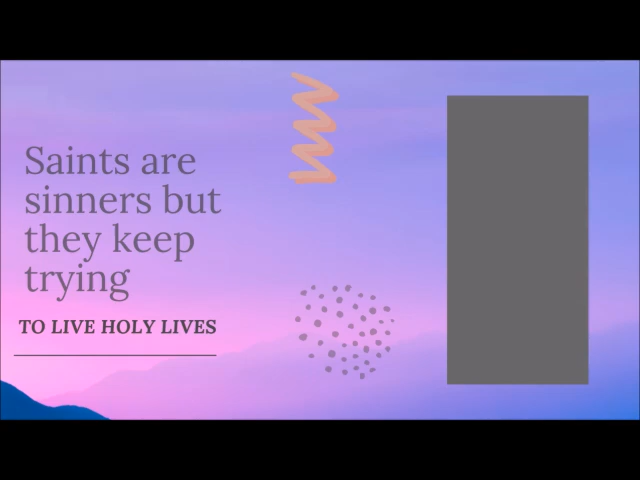 Saints are
sinners but
they keep
trying
TO LIVE HOLY LIVES